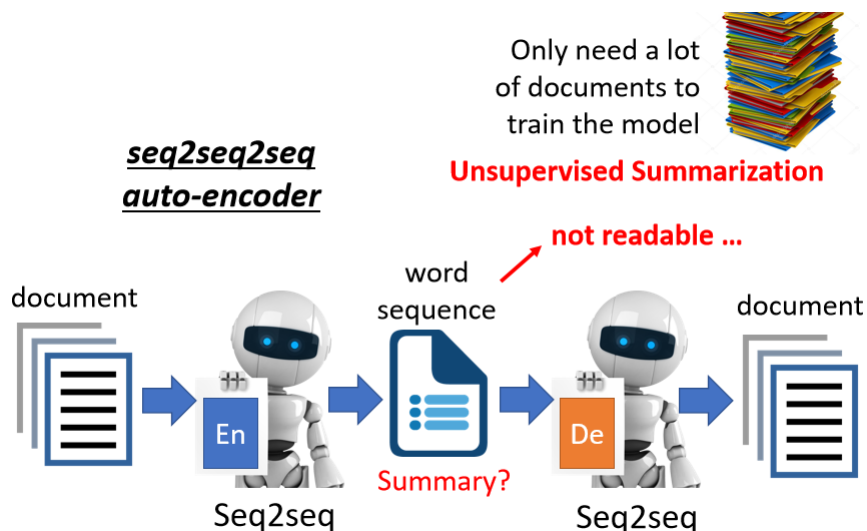 Only need a lot
of documents to
train the model
Unsupervised Summarization
seq2seq2seq
auto-encoder
not readable ...
document
word
sequence
document
En
De
Summary?
Seq2seq
Seq2seq